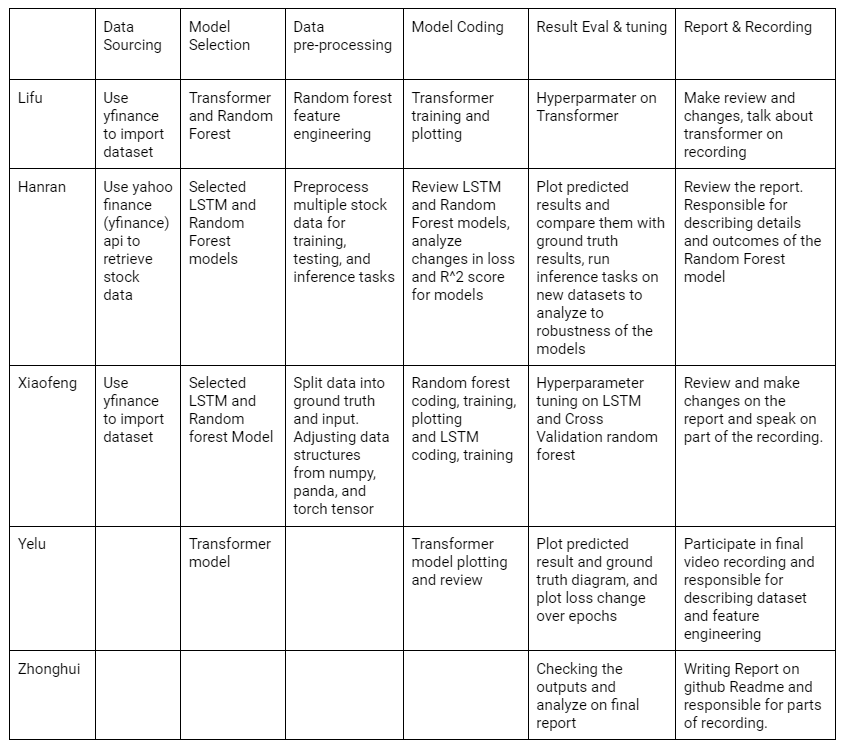 Data
Sourcing
Model
Selection
Data
pre-processing
Model Coding
Result Eval & tuning
Report & Recording
Lifu
Use
yfinance
to import
dataset
Transformer
and Random
Forest
Random forest
feature
engineering
Transformer
training and
plotting
Hyperparmater on
Transformer
Make review and
changes, talk about
transformer on
recording
Hanran
Use yahoo
finance
(yfinance)
api to
retrieve
stock
data
Selected
LSTM and
Random
Forest
models
Preprocess
multiple stock
data for
training,
testing, and
inference tasks
Review LSTM
and Random
Forest models,
analyze
changes in loss
and R^2 score
for models
Plot predicted
results and
compare them with
ground truth
results, run
inference tasks on
new datasets to
analyze to
robustness of the
models
Review the report.
Responsible for
describing details
and outcomes of the
Random Forest
model
Xiaofeng
Use
yfinance
to import
dataset
Selected
LSTM and
Random
forest Model
Split data into
ground truth
and input.
Adjusting data
structures
from numpy,
panda, and
torch tensor
Random forest
coding, training,
plotting
and LSTM
coding, training
Hyperparameter
tuning on LSTM
and Cross
Validation random
forest
Review and make
changes on the
report and speak on
part of the recording.
Yelu
Transformer
model
Transformer
model plotting
and review
Plot predicted
result and ground
truth diagram, and
plot loss change
over epochs
Participate in final
video recording and
responsible for
describing dataset
and feature
engineering
Zhonghui
Checking the
outputs and
analyze on final
report
Writing Report on
github Readme and
responsible for parts
of recording.